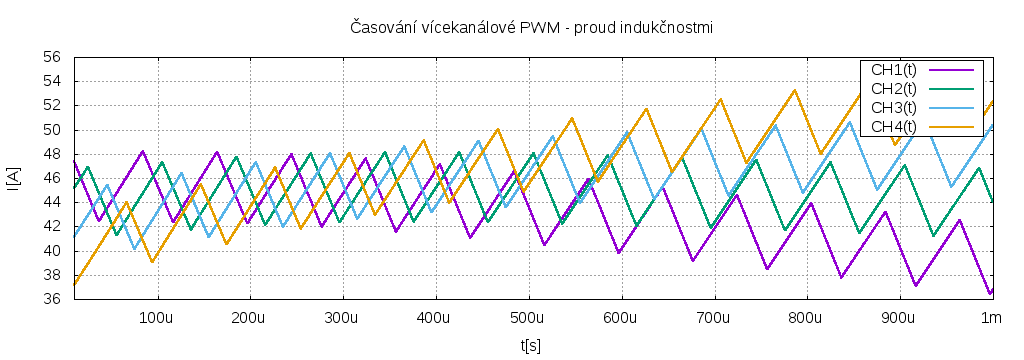 Časování vícekanálové PWM - proud indukčnostmi
I[A]
56
54
52
50
48
46
44
42
40
38
36
CH1(t)
CH2(t)
CH3(t)
CH4(t)
100u 200u 300u 400u 500u 600u 700u 800u 900u 1m
t[s]